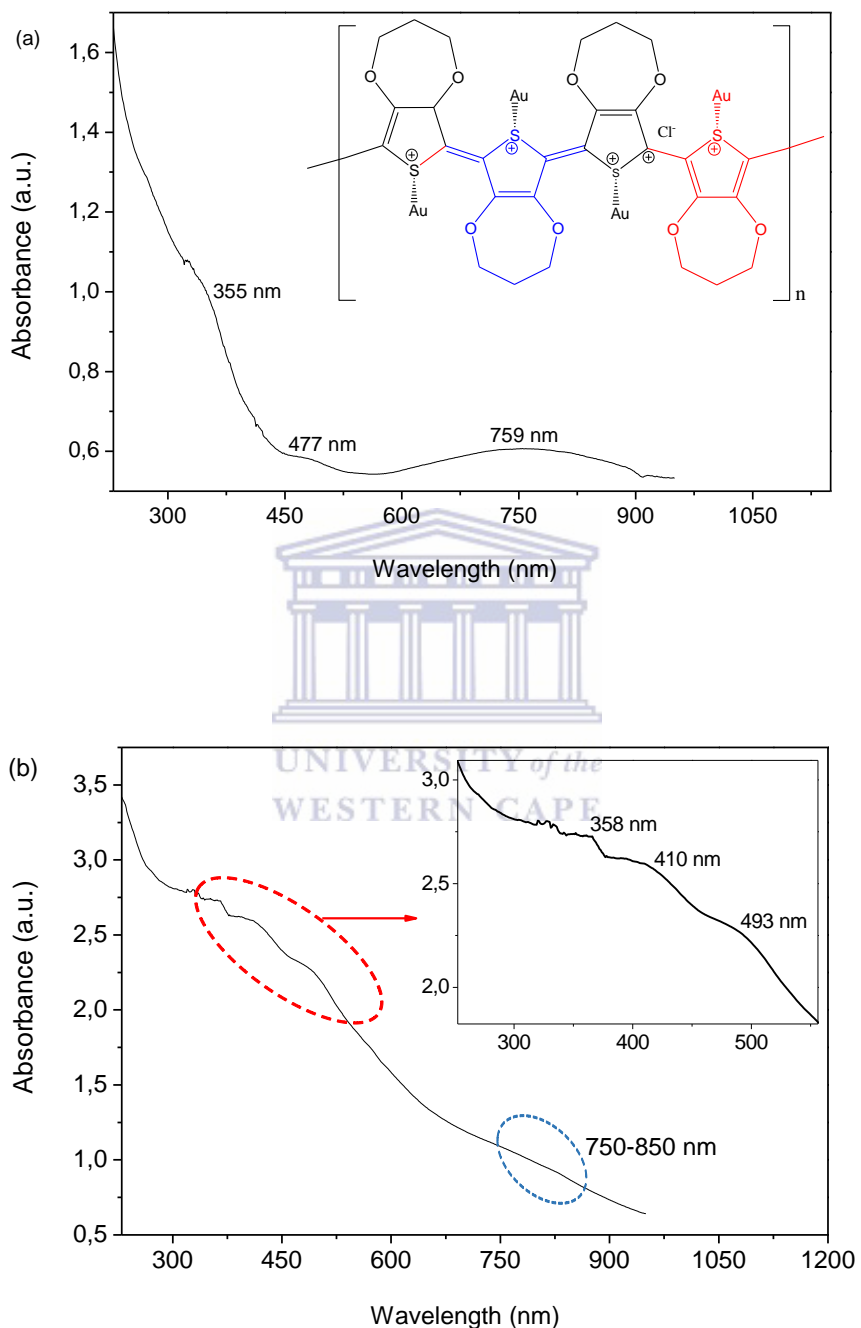 (a)
1,6
1,4
1,2
1,0
0,8
0,6
Absorbance (a.u.)
355 nm
477 nm
759 nm
O O O O
Au Au
S S S S
Cl-
Au Au
O O O O
n
300 450 600 750 900 1050
Wavelength (nm)
UNIVERSITY of the
WESTERN CAPE
(b)
3,5
3,0
2,5
2,0
1,5
1,0
0,5
Absorbance (a.u.)
3,0
2,5
2,0
358 nm
410 nm
493 nm
300 400 500
750-850 nm
300 450 600 750 900 1050 1200
Wavelength (nm)